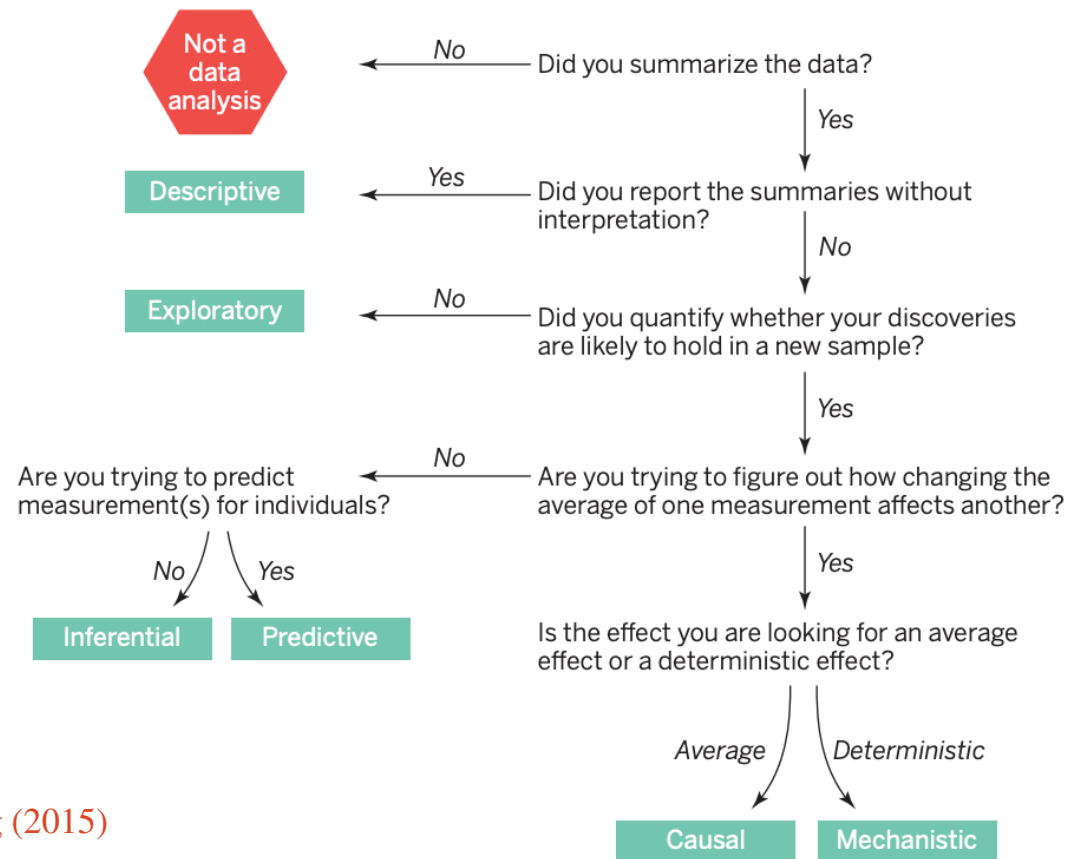 Not a
data
analysis
No
Did you summarize the data?
Yes
Descriptive
Yes
Did you report the summaries without
interpretation?
No
Exploratory
No
Did you quantify whether your discoveries
are likely to hold in a new sample?
Yes
Are you trying to predict
measurement(s) for individuals?
No
Are you trying to figure out how changing the
average of one measurement affects another?
No
Yes
Yes
Inferential
Predictive
Is the effect you are looking for an average
effect or a deterministic effect?
Average
Deterministic
(2015)
Causal
Mechanistic